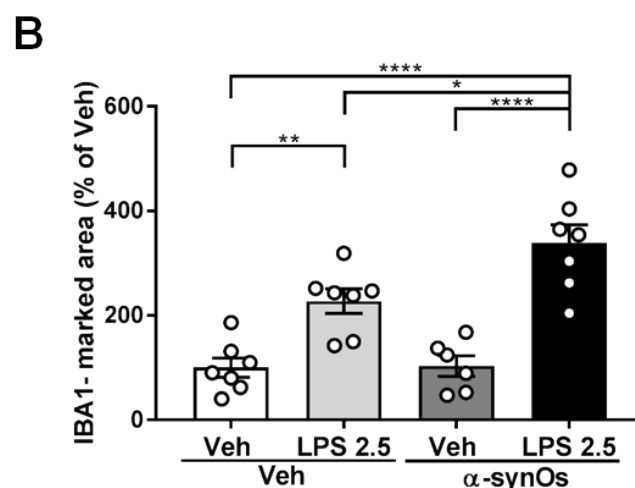 B
IBA1- marked area (% of Veh)
600
400
200
0
****
*
****
**
Veh LPS 2.5 Veh LPS 2.5
Veh α-synOs